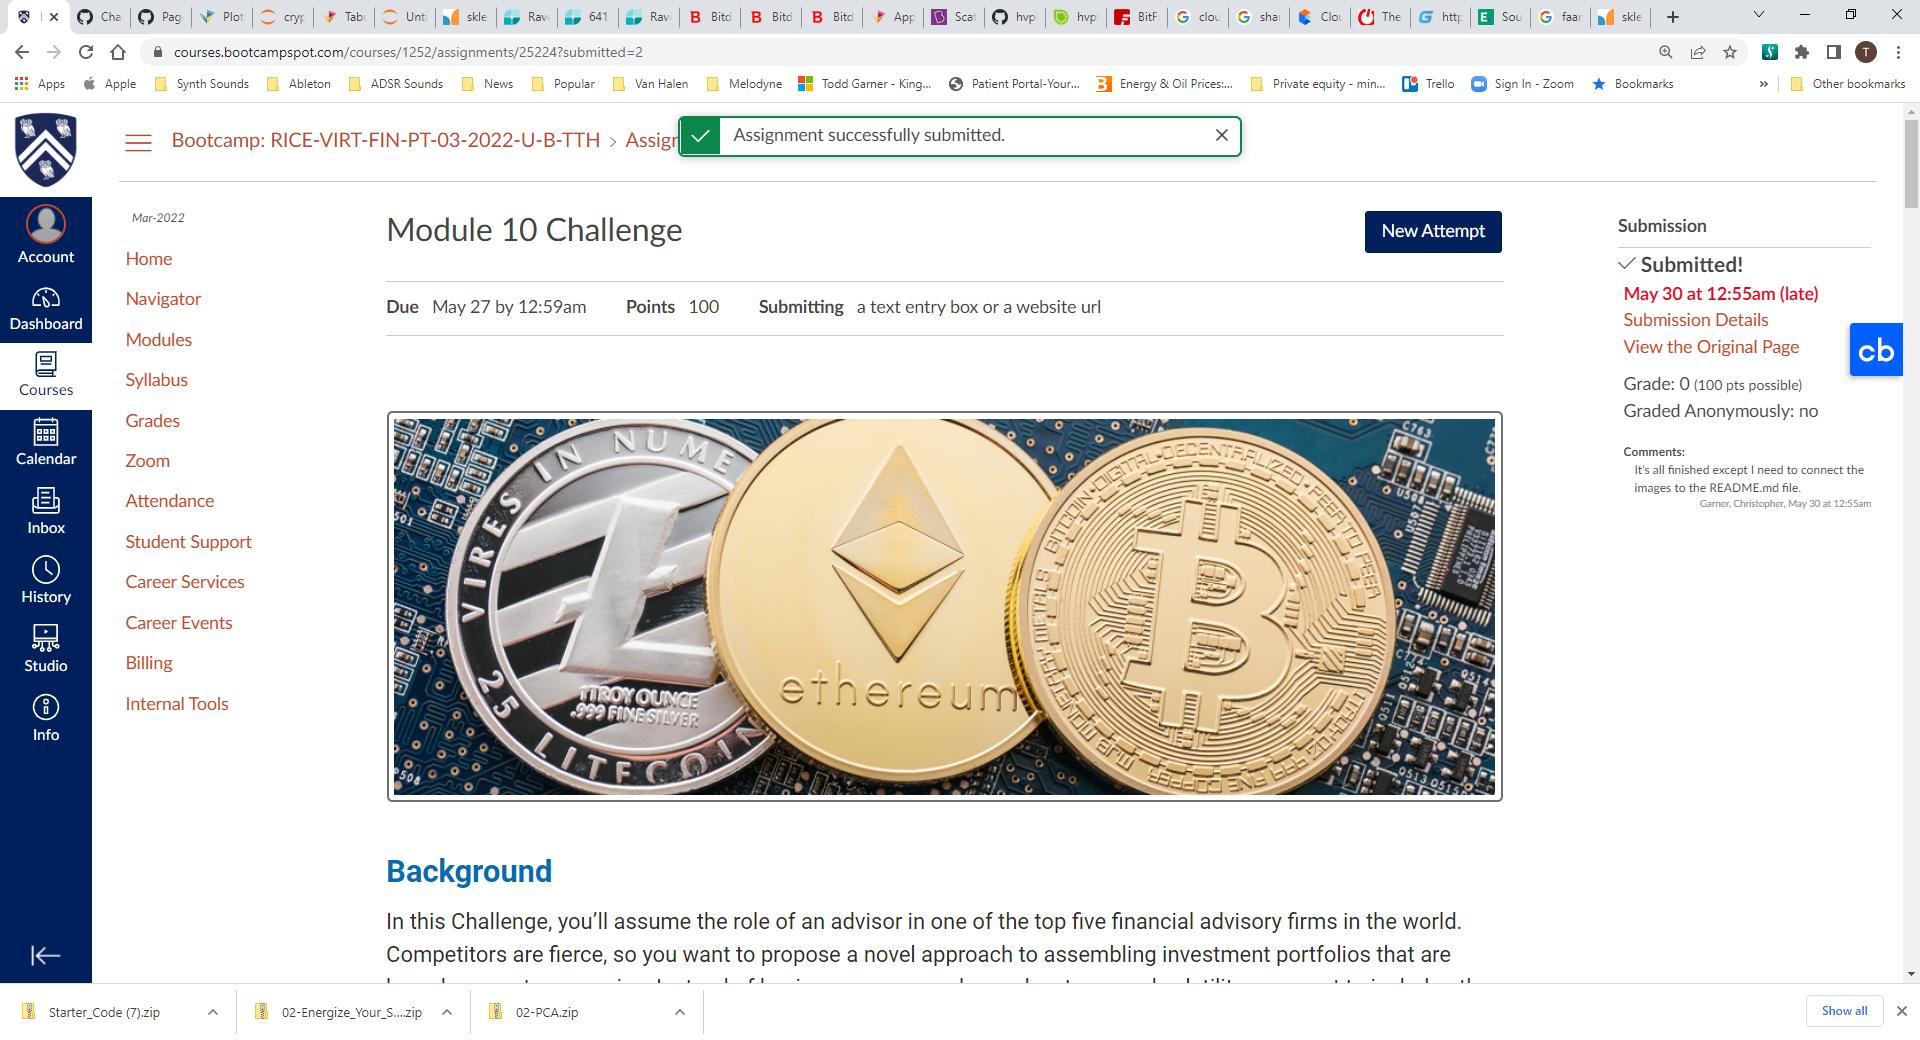 Cha
Pag
Plot
cryp
Tab
Unti
skle
Rav
641.
Rav
Bitd
Bitd
Bitd
App
Scat
hvpl
hvpl
BitF
clou
shar
Clou
The
http
Sou
faar
skle
courses.bootcampspot.com/courses/1252/assignments/25224?submitted=2
T
Apps
Apple
Synth Sounds
Ableton
ADSR Sounds
News
Popular
Van Halen
Melodyne
Todd Garner - King...
Patient Portal-Your...
Energy & Oil Prices:...
Private equity - min...
Trello
Sign In - Zoom
Bookmarks
»
Other bookmarks
Bootcamp: RICE-VIRT-FIN-PT-03-2022-U-B-TTH > Assign
Assignment successfully submitted.
Account
Dashboard
Courses
Calendar
Inbox
History
Studio
Info
Mar-2022
Home
Navigator
Modules
Syllabus
Grades
Zoom
Attendance
Student Support
Career Services
Career Events
Billing
Internal Tools
Module 10 Challenge
New Attempt
Due May 27 by 12:59am
Points 100
Submitting a text entry box or a website url
VIRES IN NUME
1 TROY OUNCE
.999 FINE SILVER
25 LITECOIN
ethereum
BITCOIN·DIGITAL·DECENTRALIZED·PEER TO PEER
C763
U508
Q517
Q513
Q515
P508
Background
In this Challenge, you’ll assume the role of an advisor in one of the top five financial advisory firms in the world.
Competitors are fierce, so you want to propose a novel approach to assembling investment portfolios that are
Submission
Submitted!
May 30 at 12:55am (late)
Submission Details
View the Original Page
Grade: 0 (100 pts possible)
Graded Anonymously: no
Comments:
It's all finished except I need to connect the
images to the README.md file.
Garner, Christopher, May 30 at 12:55am
cb
Starter_Code (7).zip
02-Energize_Your_S....zip
02-PCA.zip
Show all